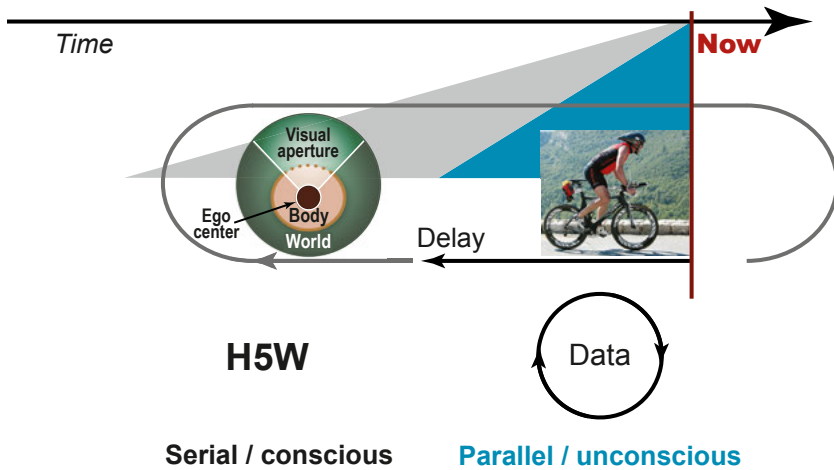 Time
Now
Visual
aperture
Ego
center
Body
World
Delay
H5W
Data
Serial / conscious
Parallel / unconscious